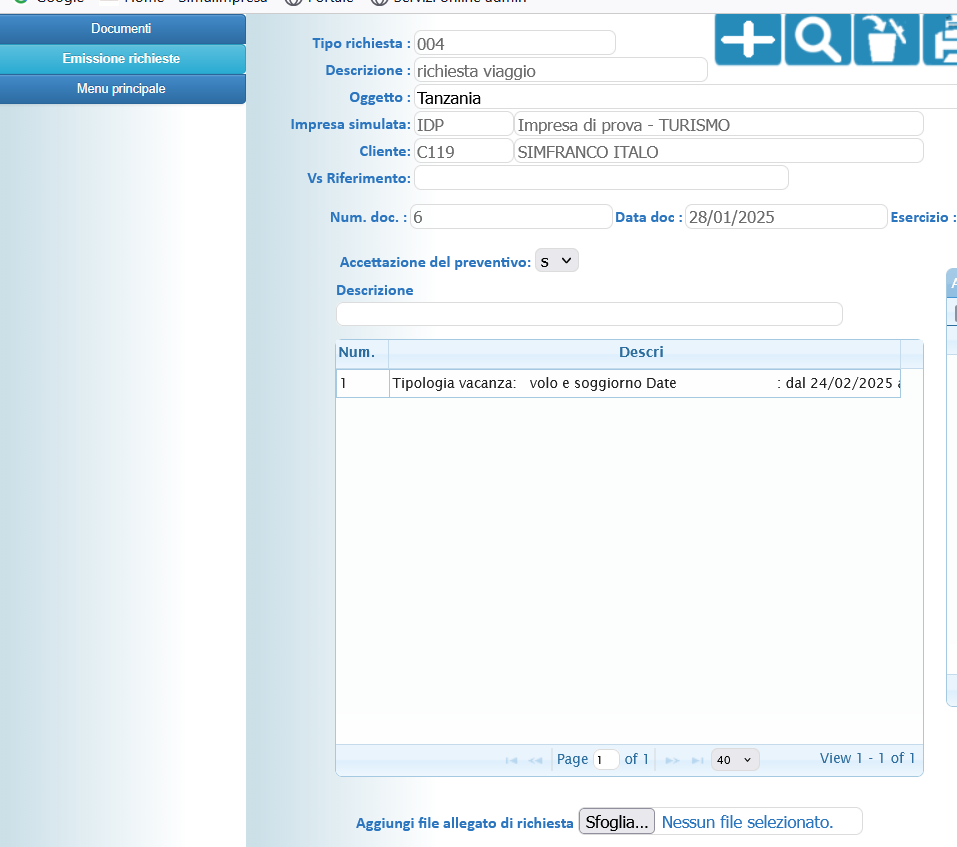 Documenti
Emissione richieste
Menu principale
Tipo richiesta : 004
Descrizione : richiesta viaggio
Oggetto : Tanzania
Impresa simulata: IDP Impresa di prova - TURISMO
Cliente: C119 SIMFRANCO ITALO
Vs Riferimento:
Num. doc. : 6 Data doc : 28/01/2025 Esercizio :
Accettazione del preventivo: s
Descrizione
Num. Descri
1 Tipologia vacanza: volo e soggiorno Date : dal 24/02/2025
Page 1 of 1 40 View 1 - 1 of 1
Aggiungi file allegato di richiesta Sfoglia... Nessun file selezionato.